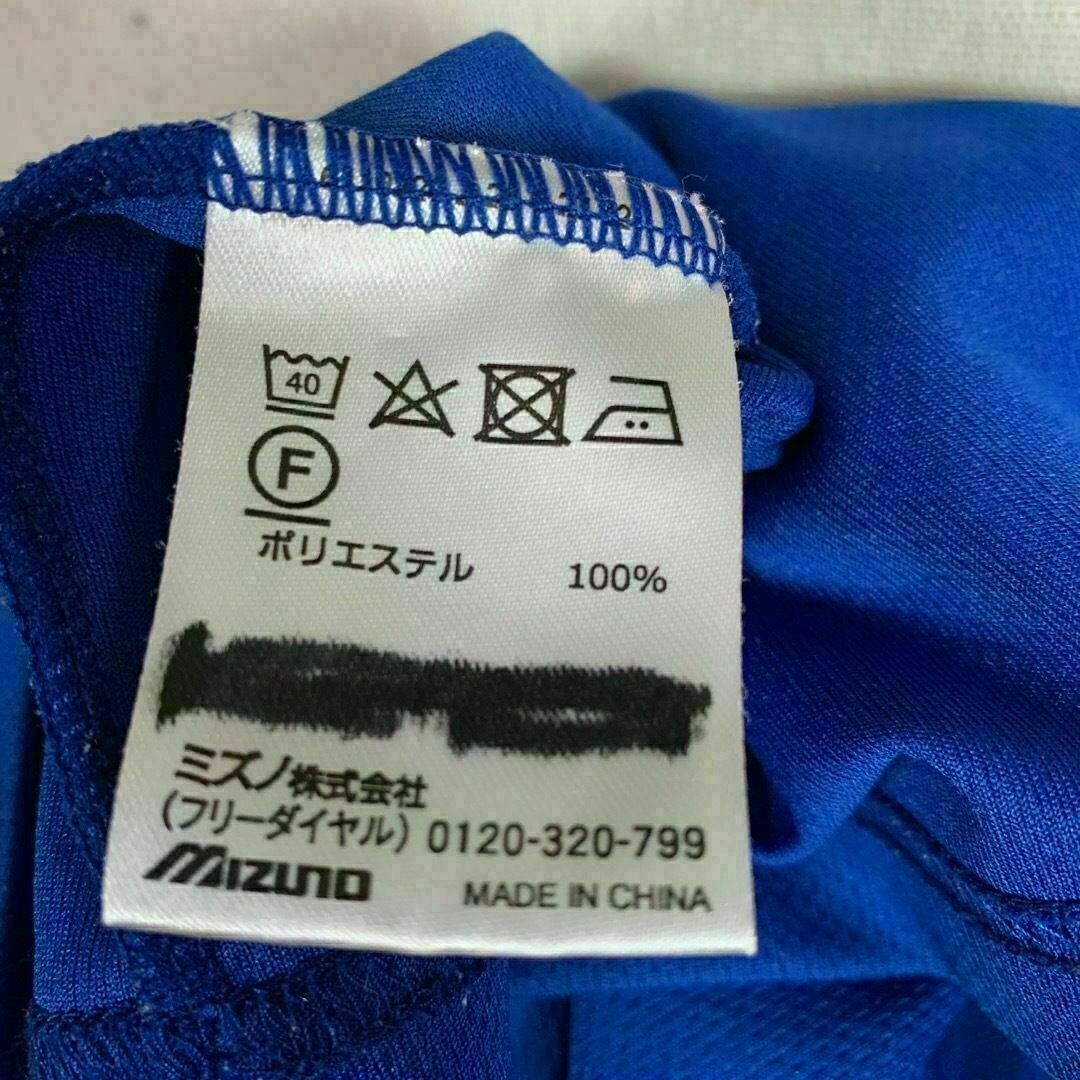 40
F
ポリエステル 100%
ミズノ株式会社
(フリーダイヤル) 0120-320-799
MIZUNO MADE IN CHINA